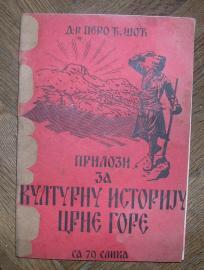 Д-Р ПЕРО Ђ. ШОЋ
ПРИЛОЗИ
ЗА
КУЛТУРНУ ИСТОРИЈУ
ЦРНЕ ГОРЕ
СА 70 СЛИКА